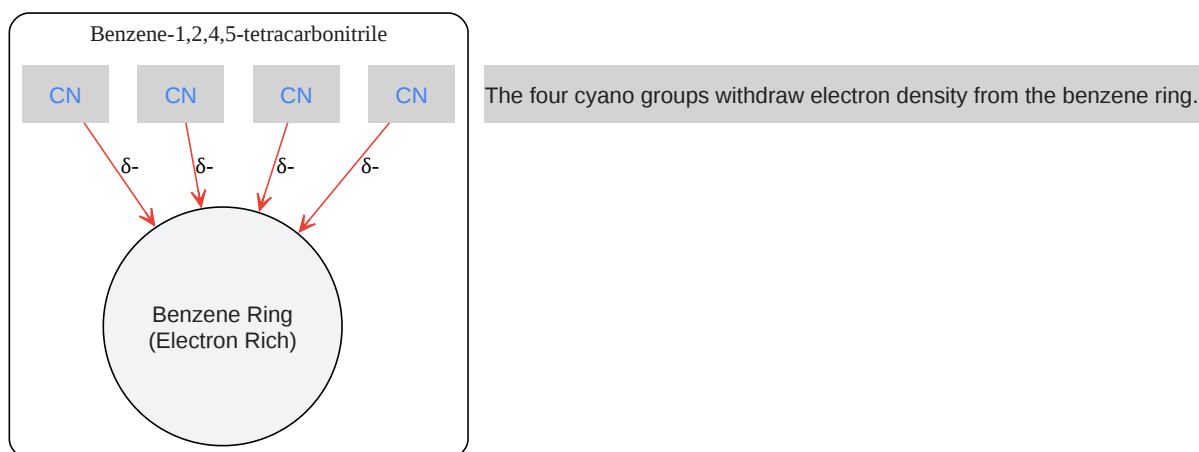 Benzene-1,2,4,5-tetracarbonitrile
CN CN CN CN
The four cyano groups withdraw electron density from the benzene ring.
δ- δ- δ- δ-
Benzene Ring
(Electron Rich)